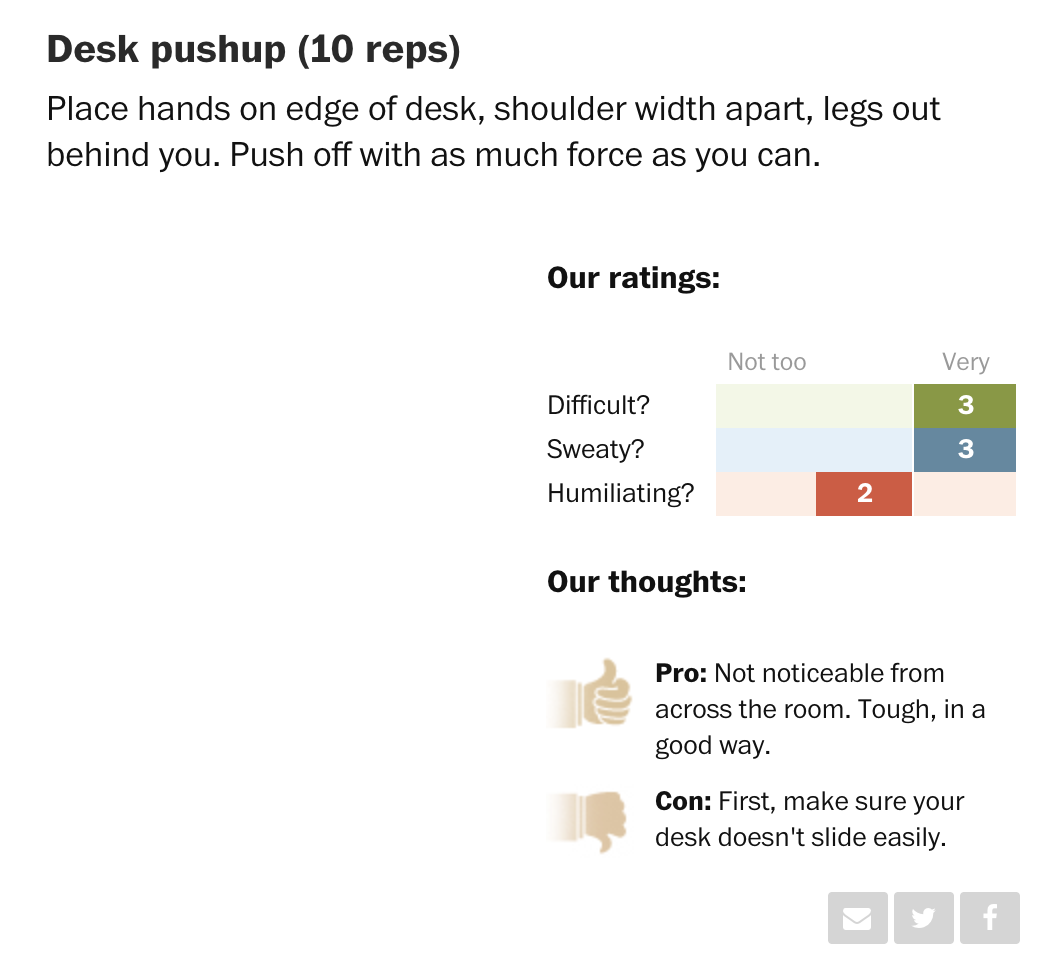 Desk pushup (10 reps)
Place hands on edge of desk, shoulder width apart, legs out
behind you. Push off with as much force as you can.
Our ratings:
Not too Very
Difficult? 3
Sweaty? 3
Humiliating? 2
Our thoughts:
Pro: Not noticeable from
across the room. Tough, in a
good way.
Con: First, make sure your
desk doesn't slide easily.